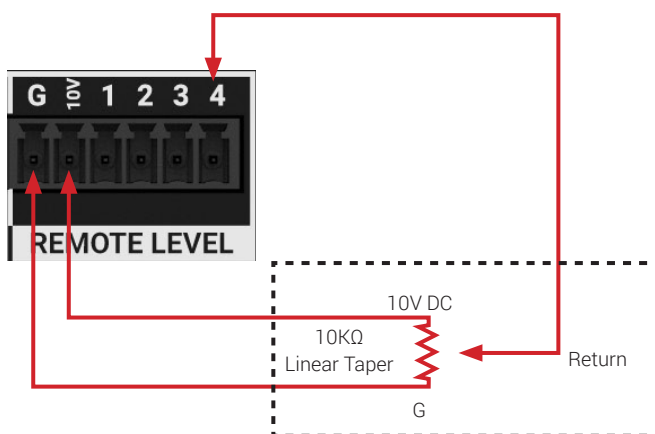 G 10V 1 2 3 4
REMOTE LEVEL
10V DC
10KΩ
Linear Taper
Return
G